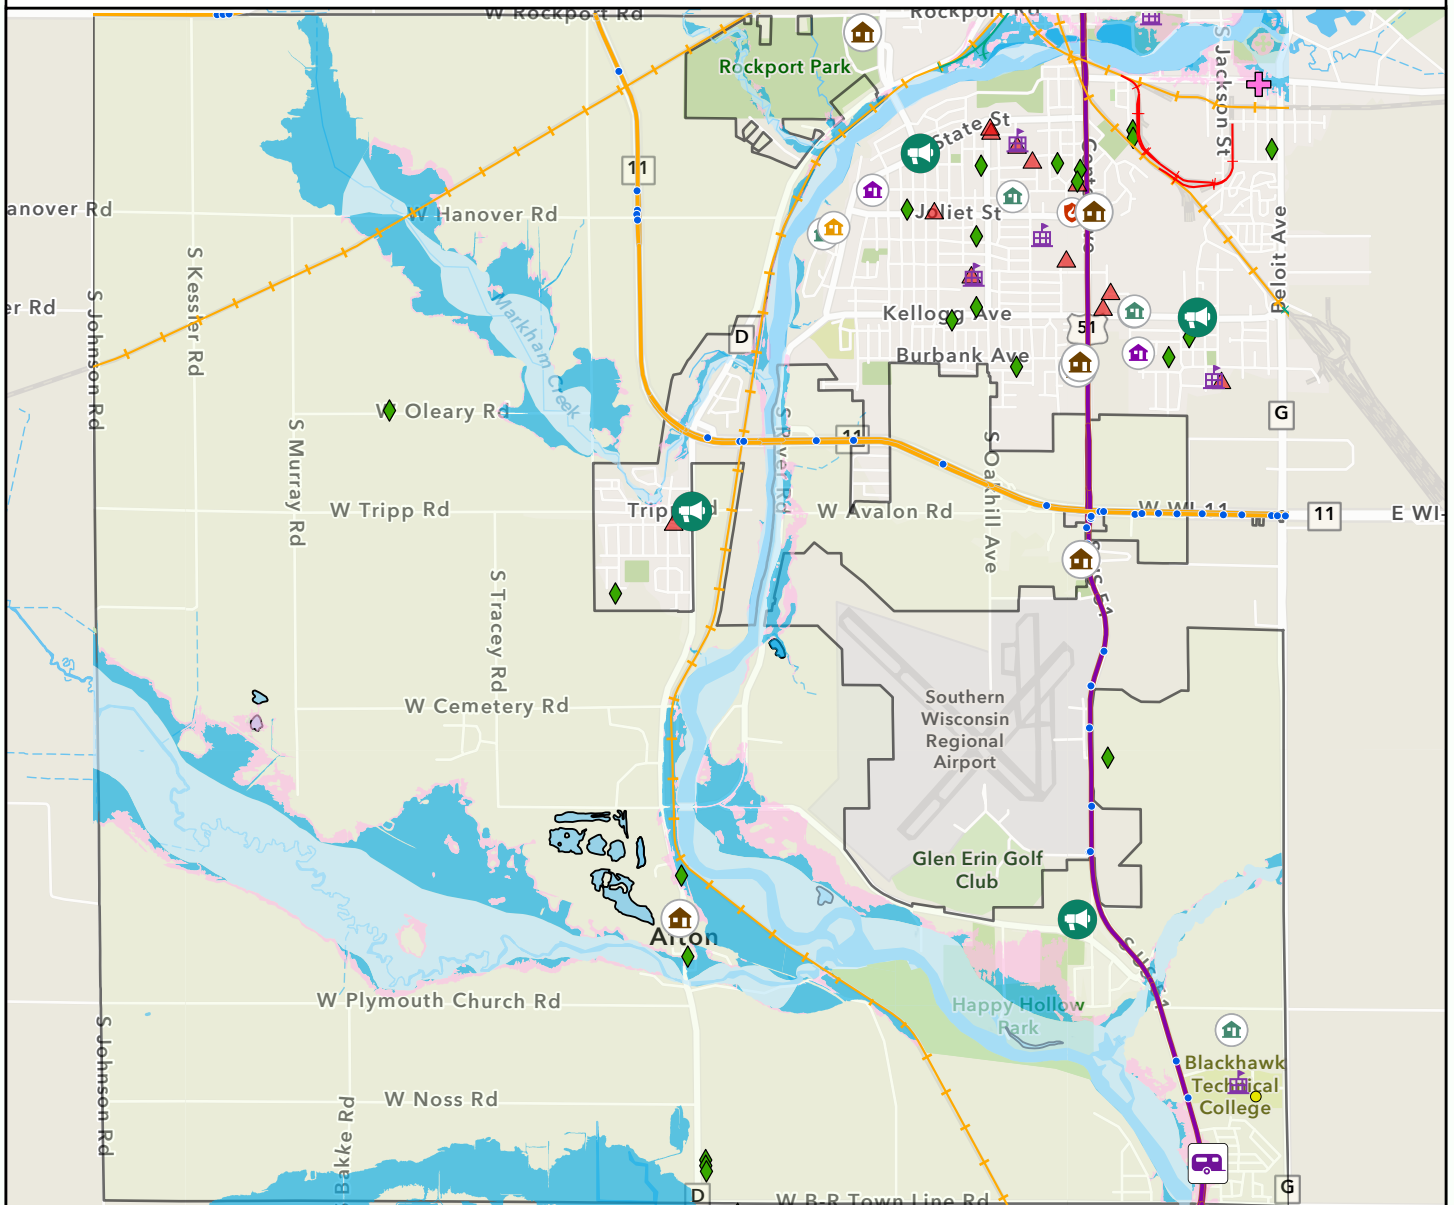 W Rockport Rd
Rockport Rd
Rockport Park
S Jackson St
State St
11
anover Rd
W Hanover Rd
Joliet St
S Kessler Rd
Beloit Ave
er Rd
S Johnson Rd
Markham Creek
Kellogg Ave
51
D
Burbank Ave
W Oleary Rd
G
S Murray Rd
S River Rd
11
S Oakhill Ave
W Tripp Rd
W Avalon Rd
W WI-11
11
E WI-
S Tracey Rd
W Cemetery Rd
Southern
Wisconsin
Regional
Airport
Glen Erin Golf
Club
Afton
W Plymouth Church Rd
Happy Hollow
Park
S Johnson Rd
Blackhawk
Technical
College
W Noss Rd
Bakke Rd
D
W B-R Town Line Rd
G